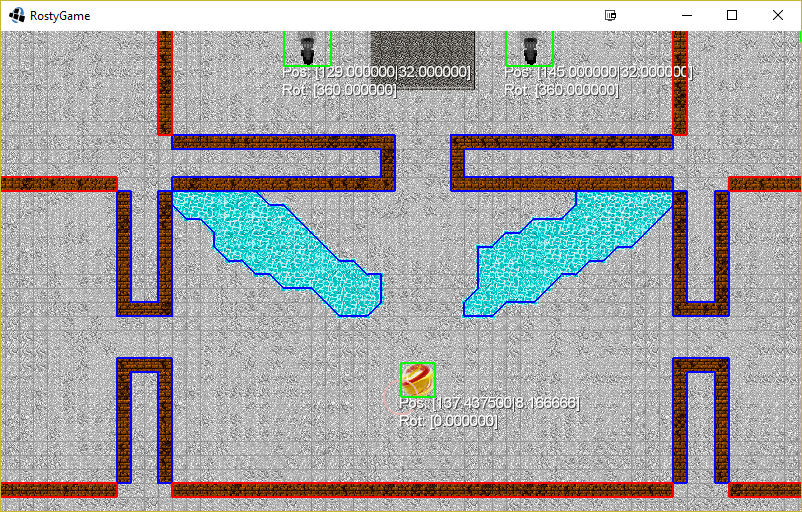 RostyGame
Pos: [129.000000|32.000000]
Rot: [360.000000]
Pos: [145.000000|32.000000]
Rot: [360.000000]
Pos: [137.437500|8.166666]
Rot: [0.000000]